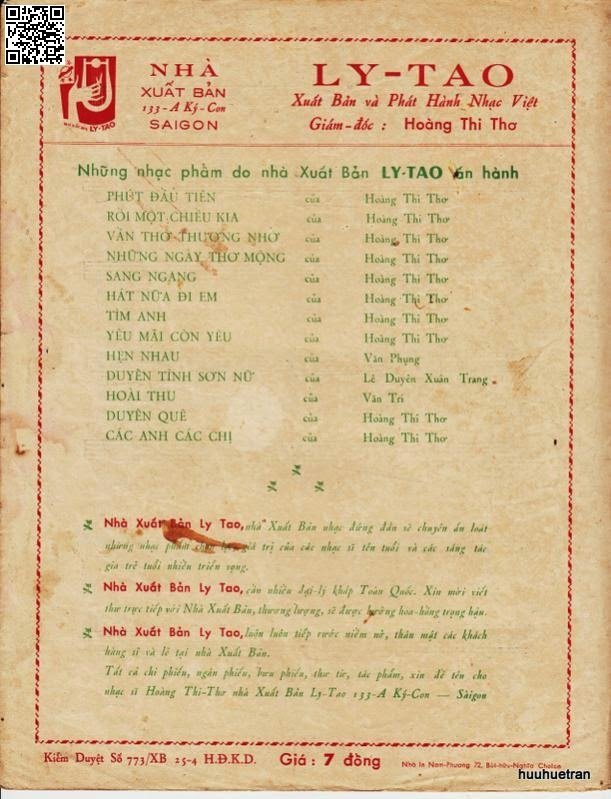 NHÀ
XUẤT BẢN
133-A Ký-Con
SAIGON
LY-TAO
Xuất Bản và Phát Hành Nhạc Việt
Giám-đốc : Hoàng Thi Thơ
LY-TAO
Những nhạc phẩm do nhà Xuất Bản LY-TAO ấn hành
PHÚT ĐẦU TIÊN của Hoàng Thi Thơ
RỒI MỘT CHIỀU KIA của Hoàng Thi Thơ
VẦN THƠ THƯƠNG NHỚ của Hoàng Thi Thơ
NHỮNG NGÀY THƠ MỘNG của Hoàng Thi Thơ
SANG NGANG của Hoàng Thi Thơ
HÁT NỮA ĐI EM của Hoàng Thi Thơ
TÌM ANH của Hoàng Thi Thơ
YÊU MÃI CÒN YÊU của Hoàng Thi Thơ
HẸN NHAU của Văn Phụng
DUYÊN TÌNH SƠN NỮ của Lê Duyên Xuân Trang
HOÀI THU của Văn Trí
DUYÊN QUÊ của Hoàng Thi Thơ
CÁC ANH CÁC CHỊ của Hoàng Thi Thơ
Nhà Xuất Bản Ly Tao, nhà Xuất Bản nhạc đứng đắn sẽ chuyên ấn loát
những nhạc phẩm giá trị của các nhạc sĩ tên tuổi và các sáng tác
gia trẻ tuổi nhiều triển vọng.
Nhà Xuất Bản Ly Tao, cần nhiều đại-lý khắp Toàn Quốc. Xin mời viết
thư trực tiếp với Nhà Xuất Bản, thương lượng, sẽ được hưởng hoa-hồng trọng hậu.
Nhà Xuất Bản Ly Tao, luôn luôn tiếp rước niềm nở, thân mật các khách
hàng sĩ và lẻ tại nhà Xuất Bản.
Tất cả chi phiếu, ngân phiếu, bưu phiếu, thư từ, tác phẩm, xin đề tên cho
nhạc sĩ Hoàng Thi-Thơ nhà Xuất Bản Ly-Tao 133-A Ký-Con — Sàigon
Kiểm Duyệt Số 773/XB 25-4 H.Đ.K.D. Giá : 7 đồng Nhà In Nam-Phương 72, Bùi-hữu-Nghĩa Cholon
huuhuetran